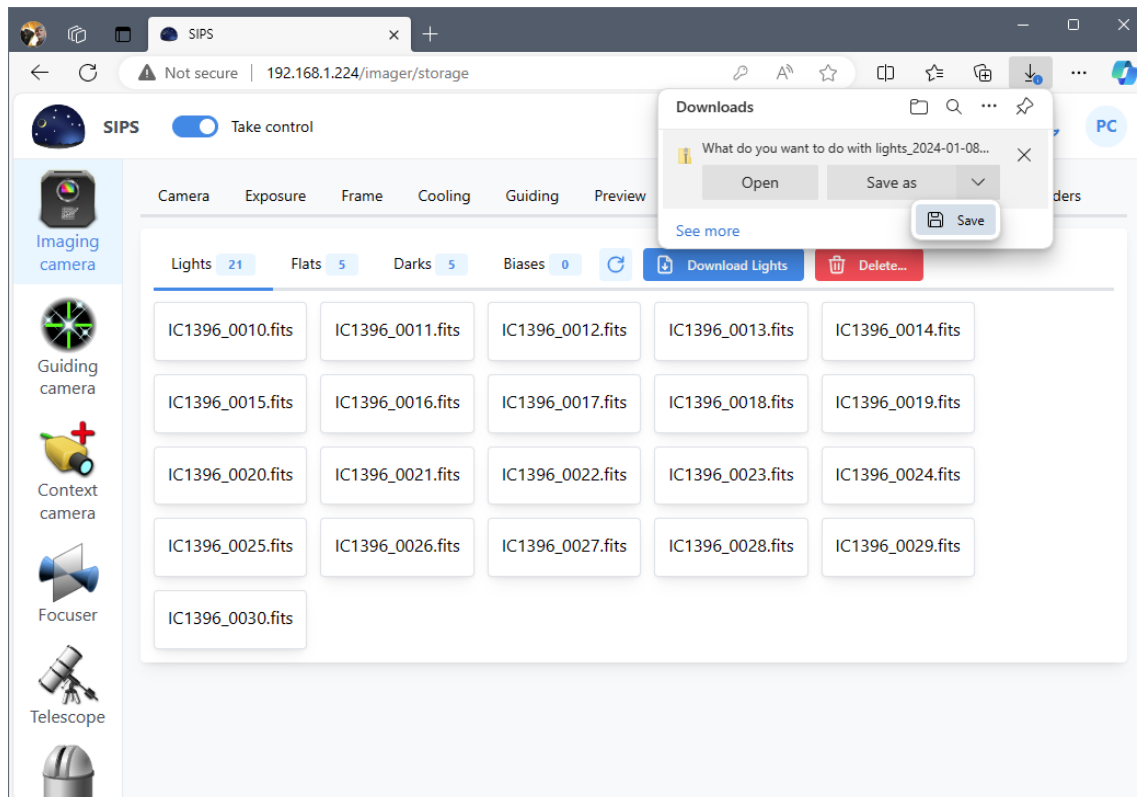 SIPS
Not secure 192.168.1.224/imager/storage
SIPS
Take control
PC
Downloads
What do you want to do with lights_2024-01-08...
Open
Save as
Save
See more
Camera
Exposure
Frame
Cooling
Guiding
Preview
Imaging
camera
Guiding
camera
Context
camera
Focuser
Telescope
Lights 21
Flats 5
Darks 5
Biases 0
Download Lights
Delete...
IC1396_0010.fits
IC1396_0011.fits
IC1396_0012.fits
IC1396_0013.fits
IC1396_0014.fits
IC1396_0015.fits
IC1396_0016.fits
IC1396_0017.fits
IC1396_0018.fits
IC1396_0019.fits
IC1396_0020.fits
IC1396_0021.fits
IC1396_0022.fits
IC1396_0023.fits
IC1396_0024.fits
IC1396_0025.fits
IC1396_0026.fits
IC1396_0027.fits
IC1396_0028.fits
IC1396_0029.fits
IC1396_0030.fits